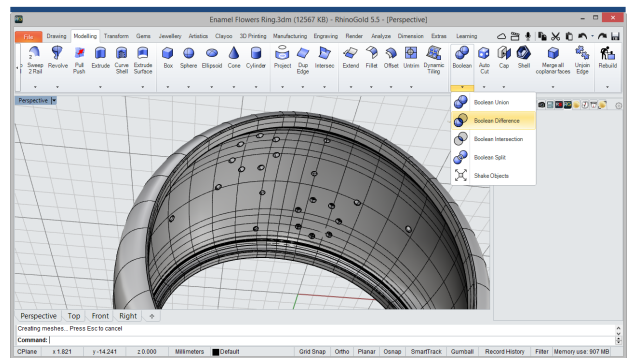 Enamel Flowers Ring.3dm (12567 KB) - RhinoGold 5.5 - [Perspective]
File Drawing Modelling Transform Gems Jewellery Artistics Clayoo 3D Printing Manufacturing Engraving Render Analyze Dimension Extras Learning
Sweep 2 Rail Revolve Pull Push Extrude Curve Shell Extrude Surface Box Sphere Ellipsoid Cone Cylinder Project Dup Edge Intersec Extend Fillet Offset Untrim Dynamic Tiling Boolean Auto Cut Cap Shell Merge all coplanar faces Unjoin Edge Rebuild
Perspective
Boolean Union
Boolean Difference
Boolean Intersection
Boolean Split
Shake Objects
Perspective Top Front Right
Creating meshes... Press Esc to cancel
Command:
CPlane x 1.821 y -14.241 z 0.000 Millimeters Default Grid Snap Ortho Planar Osnap SmartTrack Gumball Record History Filter Memory use: 907 MB